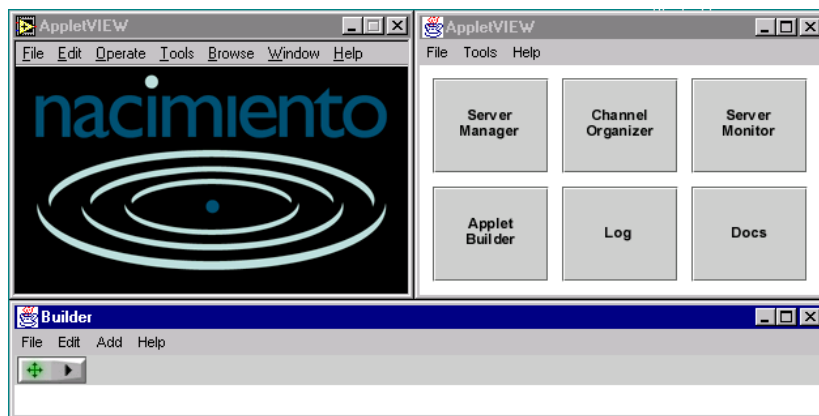 AppletVIEW
File Edit Operate Tools Browse Window Help
nacimiento
AppletVIEW
File Tools Help
Server
Manager
Channel
Organizer
Server
Monitor
Applet
Builder
Log
Docs
Builder
File Edit Add Help